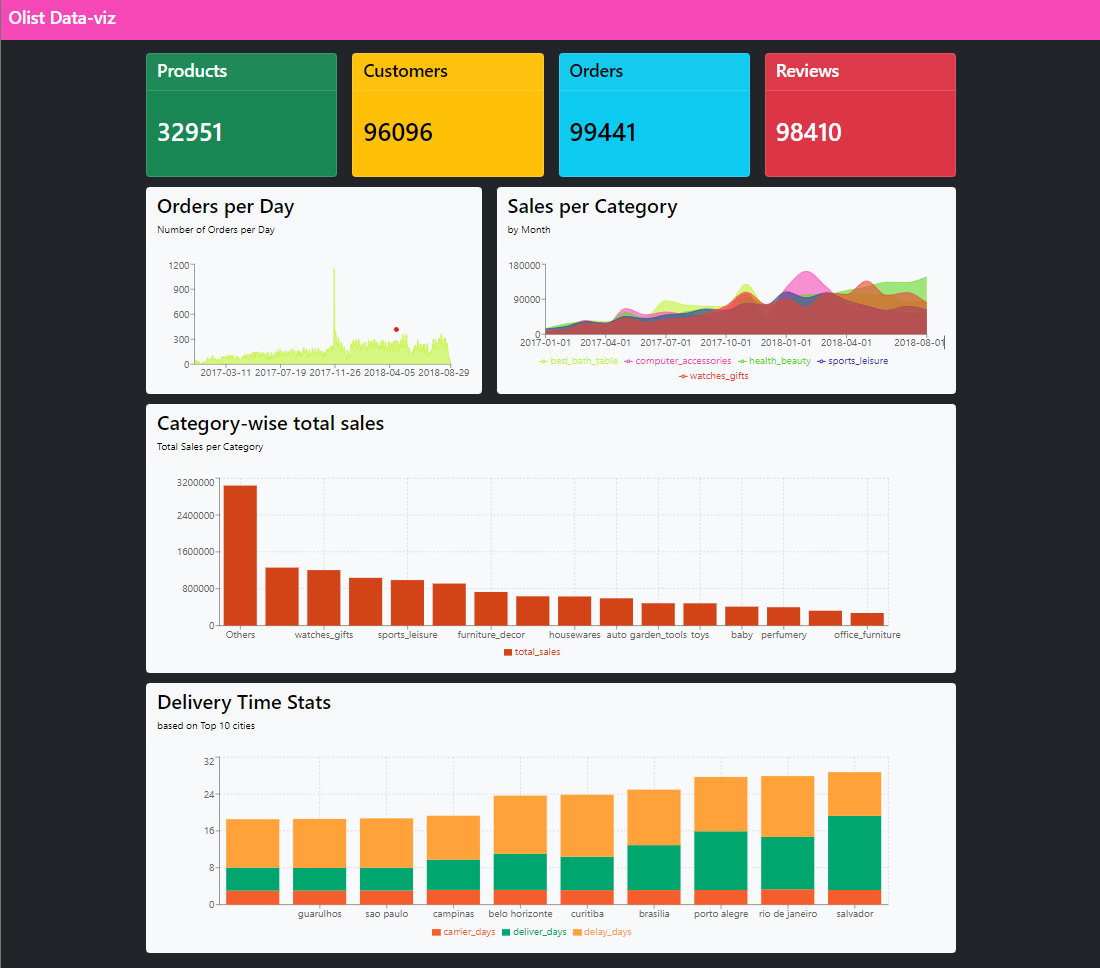 Olist Data-viz
Products
32951
Customers
96096
Orders
99441
Reviews
98410
Orders per Day
Number of Orders per Day
1200
900
600
300
0
2017-03-11 2017-07-19 2017-11-26 2018-04-05 2018-08-29
Sales per Category
by Month
180000
90000
0
2017-01-01 2017-04-01 2017-07-01 2017-10-01 2018-01-01 2018-04-01 2018-08-01
bed_bath_table computer_accessories health_beauty sports_leisure
watches_gifts
Category-wise total sales
Total Sales per Category
3200000
2400000
1600000
800000
0
Others watches_gifts sports_leisure furniture_decor housewares auto garden_tools toys baby perfumery office_furniture
total_sales
Delivery Time Stats
based on Top 10 cities
32
24
16
8
0
guarulhos sao paulo campinas belo horizonte curitiba brasilia porto alegre rio de janeiro salvador
carrier_days deliver_days delay_days